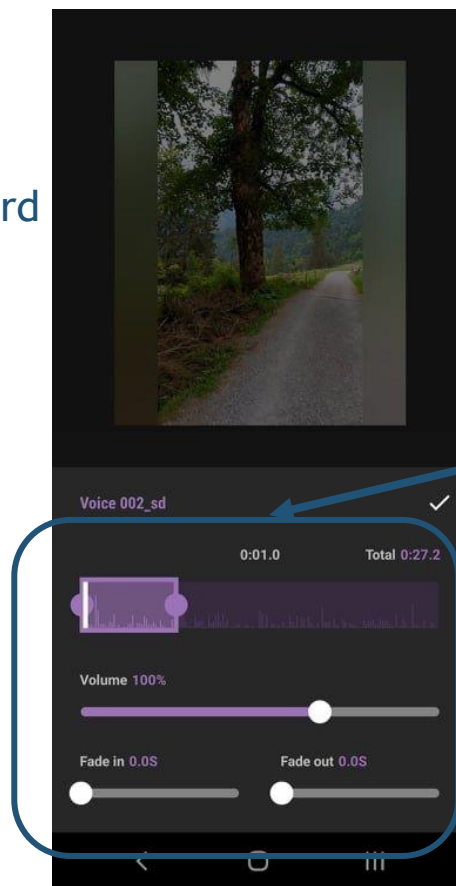 rd
Voice 002_sd
0:01.0 Total 0:27.2
Volume 100%
Fade in 0.0S Fade out 0.0S